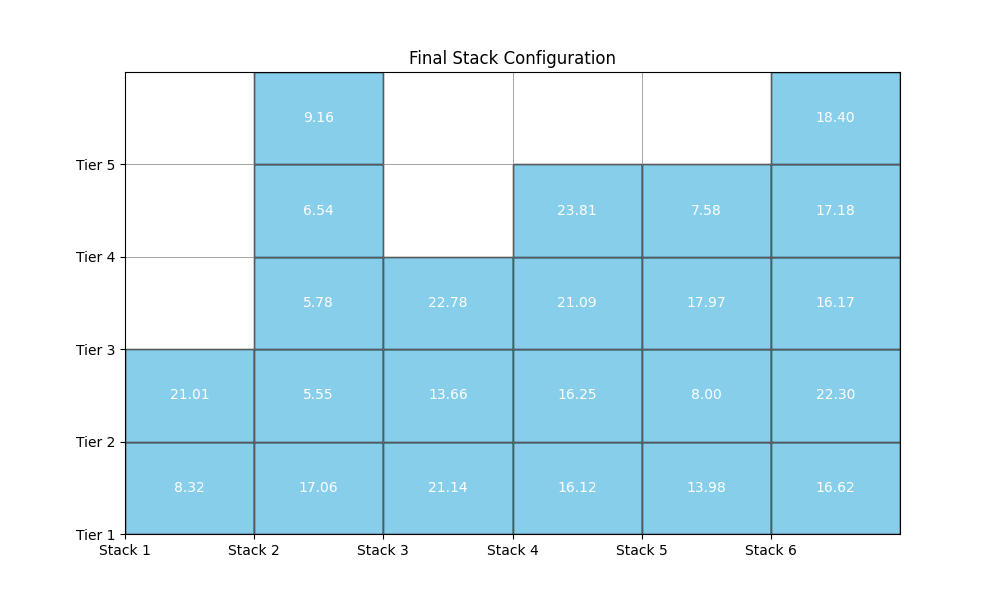 Final Stack Configuration
9.16 18.40
Tier 5
6.54 23.81 7.58 17.18
Tier 4
5.78 22.78 21.09 17.97 16.17
Tier 3
21.01 5.55 13.66 16.25 8.00 22.30
Tier 2
8.32 17.06 21.14 16.12 13.98 16.62
Tier 1
Stack 1 Stack 2 Stack 3 Stack 4 Stack 5 Stack 6